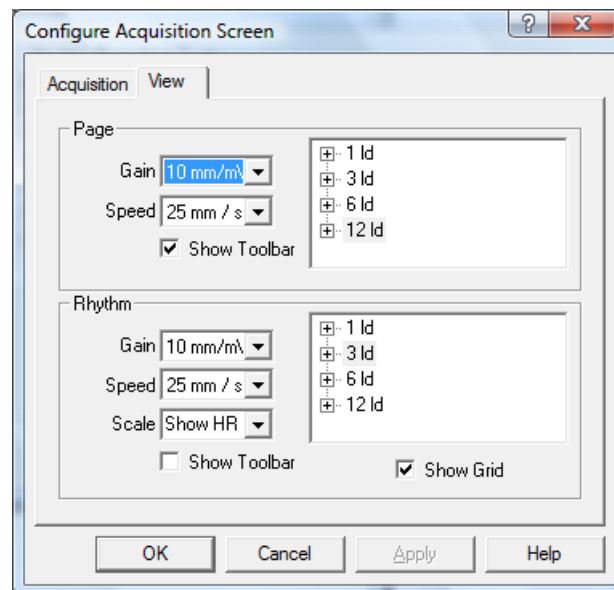 Configure Acquisition Screen
Acquisition View
Page
Gain 10 mm/m\
Speed 25 mm / s
Show Toolbar
1 ld
3 ld
6 ld
12 ld
Rhythm
Gain 10 mm/m\
Speed 25 mm / s
Scale Show HR
Show Toolbar
1 ld
3 ld
6 ld
12 ld
Show Grid
OK Cancel Apply Help